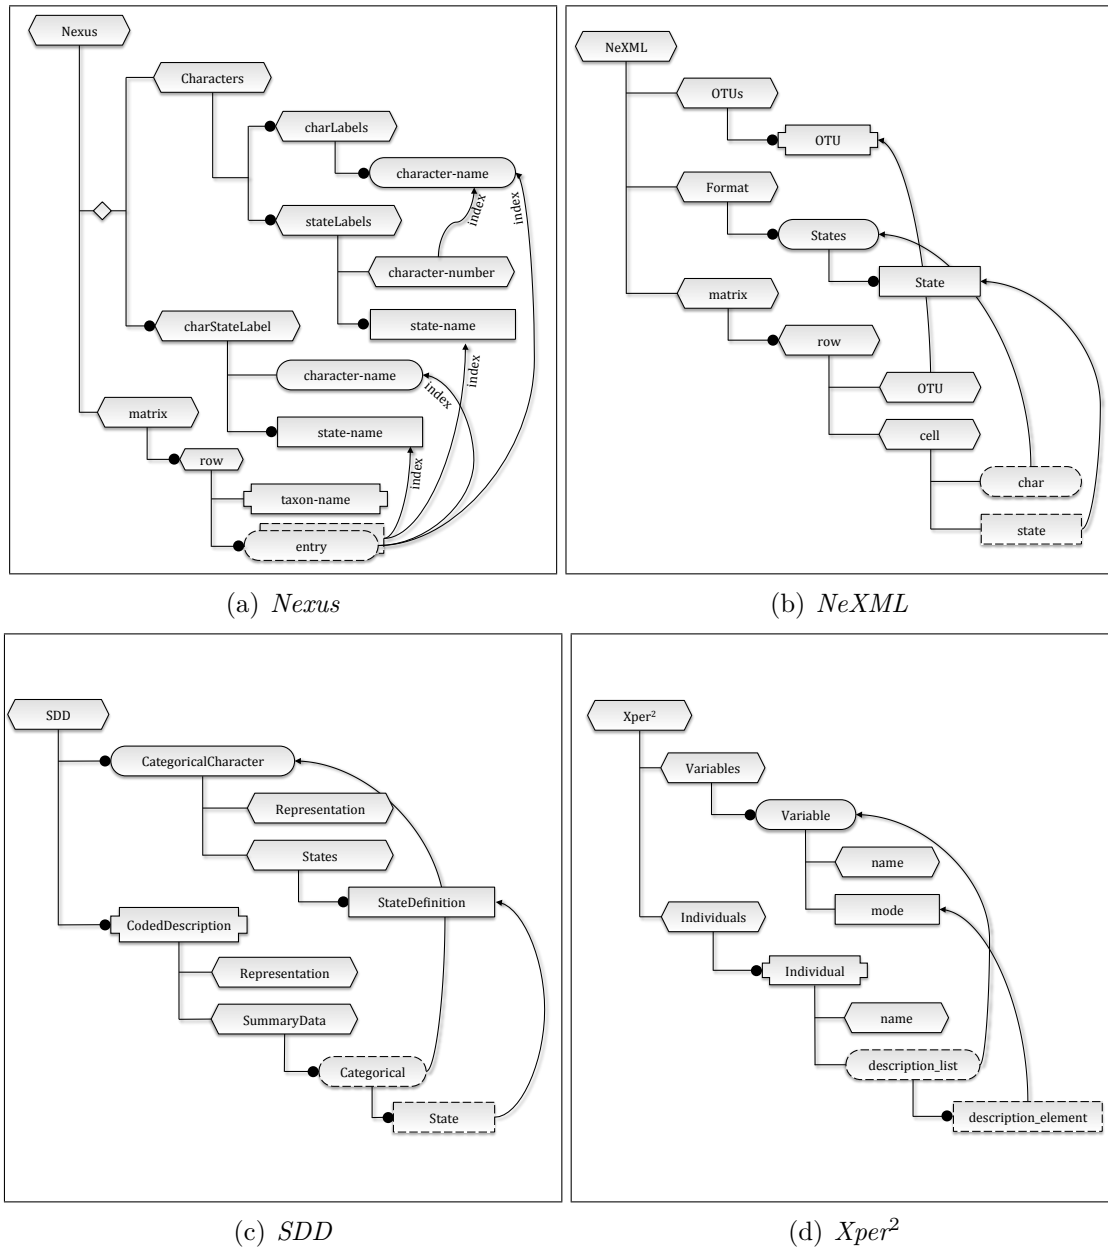 Nexus
Characters
charLabels
character-name
index
index
stateLabels
character-number
charStateLabel
state-name
index
character-name
index
matrix
state-name
row
index
taxon-name
entry
(a) Nexus
NeXML
OTUs
OTU
Format
States
State
matrix
row
OTU
cell
char
state
(b) NeXML
SDD
CategoricalCharacter
Representation
States
StateDefinition
CodedDescription
Representation
SummaryData
Categorical
State
(c) SDD
Xper²
Variables
Variable
name
mode
Individuals
Individual
name
description_list
description_element
(d) Xper²